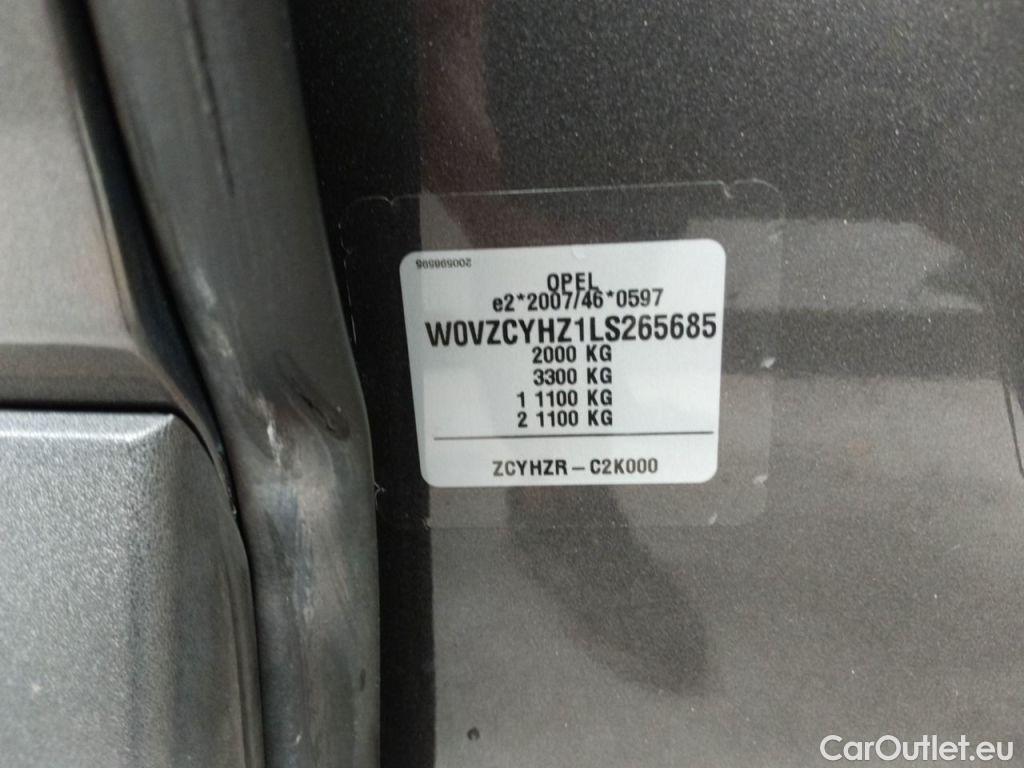 200598595
OPEL
e2*2007/46*0597
W0VZCYHZ1LS265685
2000 KG
3300 KG
1 1100 KG
2 1100 KG
ZCYHZR – C2K000
CarOutlet.eu